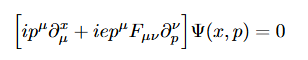 [ip^μ ∂^x_μ + iep^μ F_{μν} ∂^ν_p] Ψ(x, p) = 0